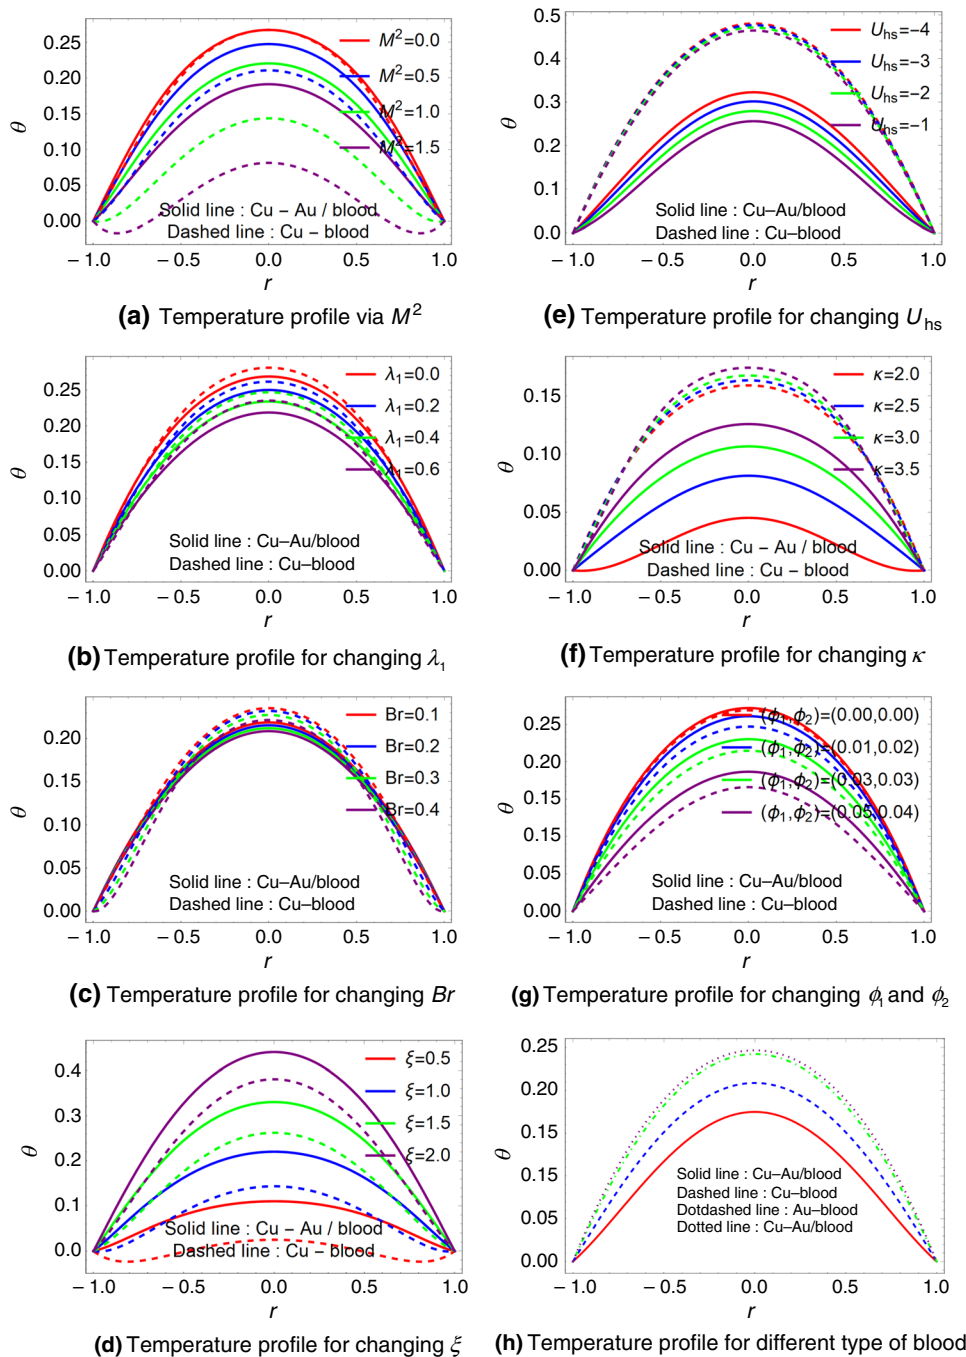 0.25
0.20
0.15
0.10
0.05
0.00
θ
M²=0.0
M²=0.5
M²=1.0
M²=1.5
Solid line : Cu – Au / blood
Dashed line : Cu – blood
−1.0 −0.5 0.0 0.5 1.0
r
(a) Temperature profile via M²
0.5
0.4
0.3
0.2
0.1
0.0
θ
U_hs=−4
U_hs=−3
U_hs=−2
U_hs=−1
Solid line : Cu–Au/blood
Dashed line : Cu–blood
−1.0 −0.5 0.0 0.5 1.0
r
(e) Temperature profile for changing U_hs
0.25
0.20
0.15
0.10
0.05
0.00
θ
λ₁=0.0
λ₁=0.2
λ₁=0.4
λ₁=0.6
Solid line : Cu–Au/blood
Dashed line : Cu–blood
−1.0 −0.5 0.0 0.5 1.0
r
(b) Temperature profile for changing λ₁
0.15
0.10
0.05
0.00
θ
κ=2.0
κ=2.5
κ=3.0
κ=3.5
Solid line : Cu – Au / blood
Dashed line : Cu – blood
−1.0 −0.5 0.0 0.5 1.0
r
(f) Temperature profile for changing κ
0.20
0.15
0.10
0.05
0.00
θ
Br=0.1
Br=0.2
Br=0.3
Br=0.4
Solid line : Cu–Au/blood
Dashed line : Cu–blood
−1.0 −0.5 0.0 0.5 1.0
r
(c) Temperature profile for changing Br
0.25
0.20
0.15
0.10
0.05
0.00
θ
(ϕ₁,ϕ₂)=(0.00,0.00)
(ϕ₁,ϕ₂)=(0.01,0.02)
(ϕ₁,ϕ₂)=(0.03,0.03)
(ϕ₁,ϕ₂)=(0.05,0.04)
Solid line : Cu–Au/blood
Dashed line : Cu–blood
−1.0 −0.5 0.0 0.5 1.0
r
(g) Temperature profile for changing ϕ₁ and ϕ₂
0.4
0.3
0.2
0.1
0.0
θ
ξ=0.5
ξ=1.0
ξ=1.5
ξ=2.0
Solid line : Cu – Au / blood
Dashed line : Cu – blood
−1.0 −0.5 0.0 0.5 1.0
r
(d) Temperature profile for changing ξ
0.25
0.20
0.15
0.10
0.05
0.00
θ
Solid line : Cu–Au/blood
Dashed line : Cu–blood
Dotdashed line : Au–blood
Dotted line : Cu–Au/blood
−1.0 −0.5 0.0 0.5 1.0
r
(h) Temperature profile for different type of blood